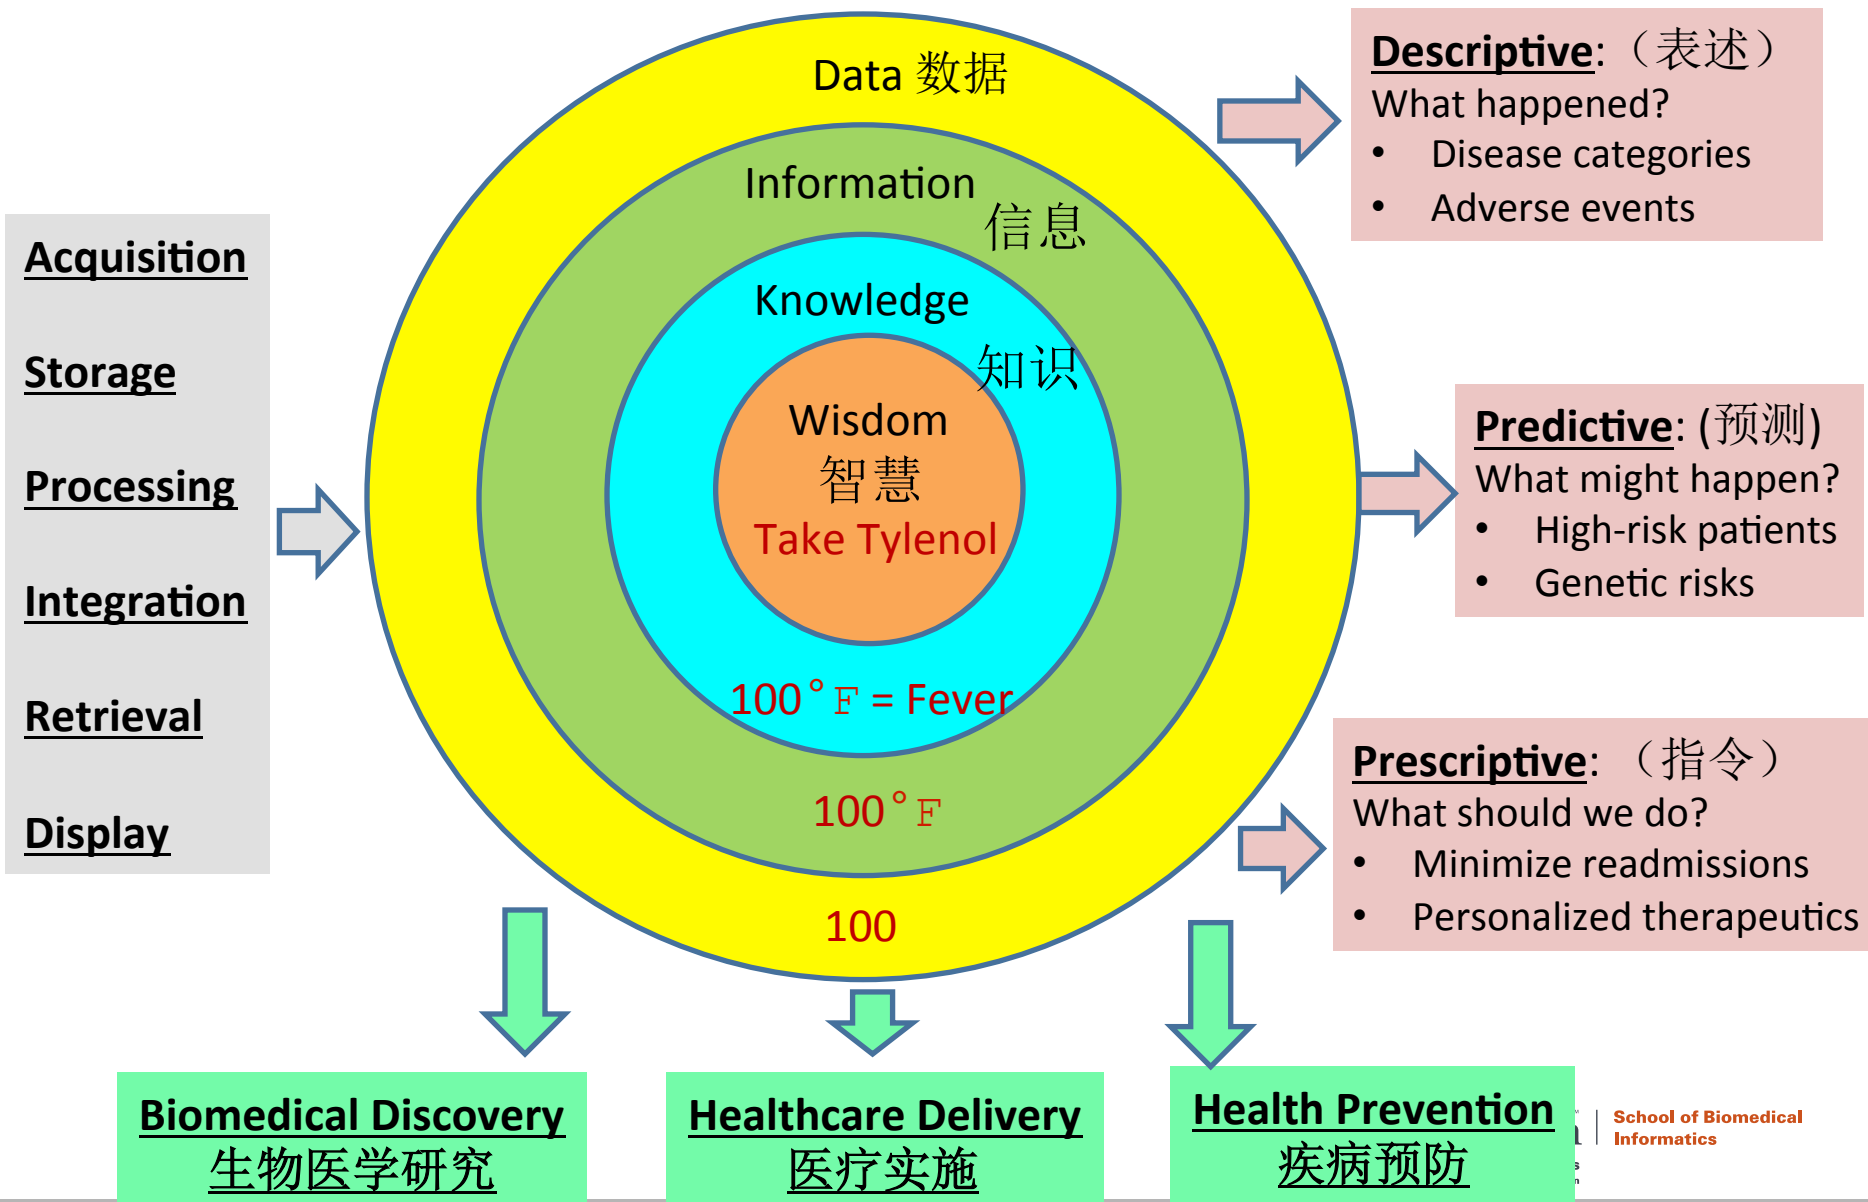 Acquisition
Storage
Processing
Integration
Retrieval
Display
Data 数据
Information
信息
Knowledge
知识
Wisdom
智慧
Take Tylenol
100°F = Fever
100°F
100
Descriptive: （表述）
What happened?
• Disease categories
• Adverse events
Predictive: (预测)
What might happen?
• High-risk patients
• Genetic risks
Prescriptive: （指令）
What should we do?
• Minimize readmissions
• Personalized therapeutics
Biomedical Discovery
生物医学研究
Healthcare Delivery
医疗实施
Health Prevention
疾病预防
School of Biomedical
Informatics